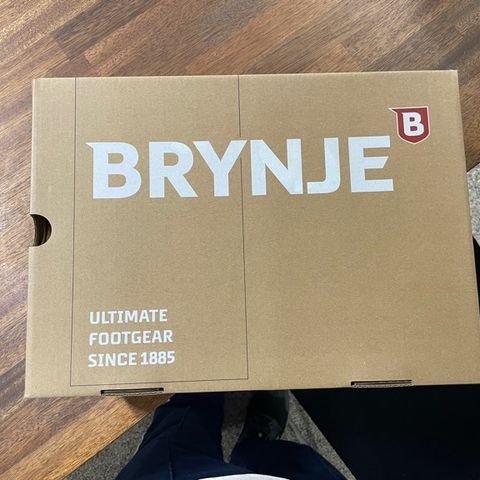 B
BRYNJE
ULTIMATE
FOOTGEAR
SINCE 1885